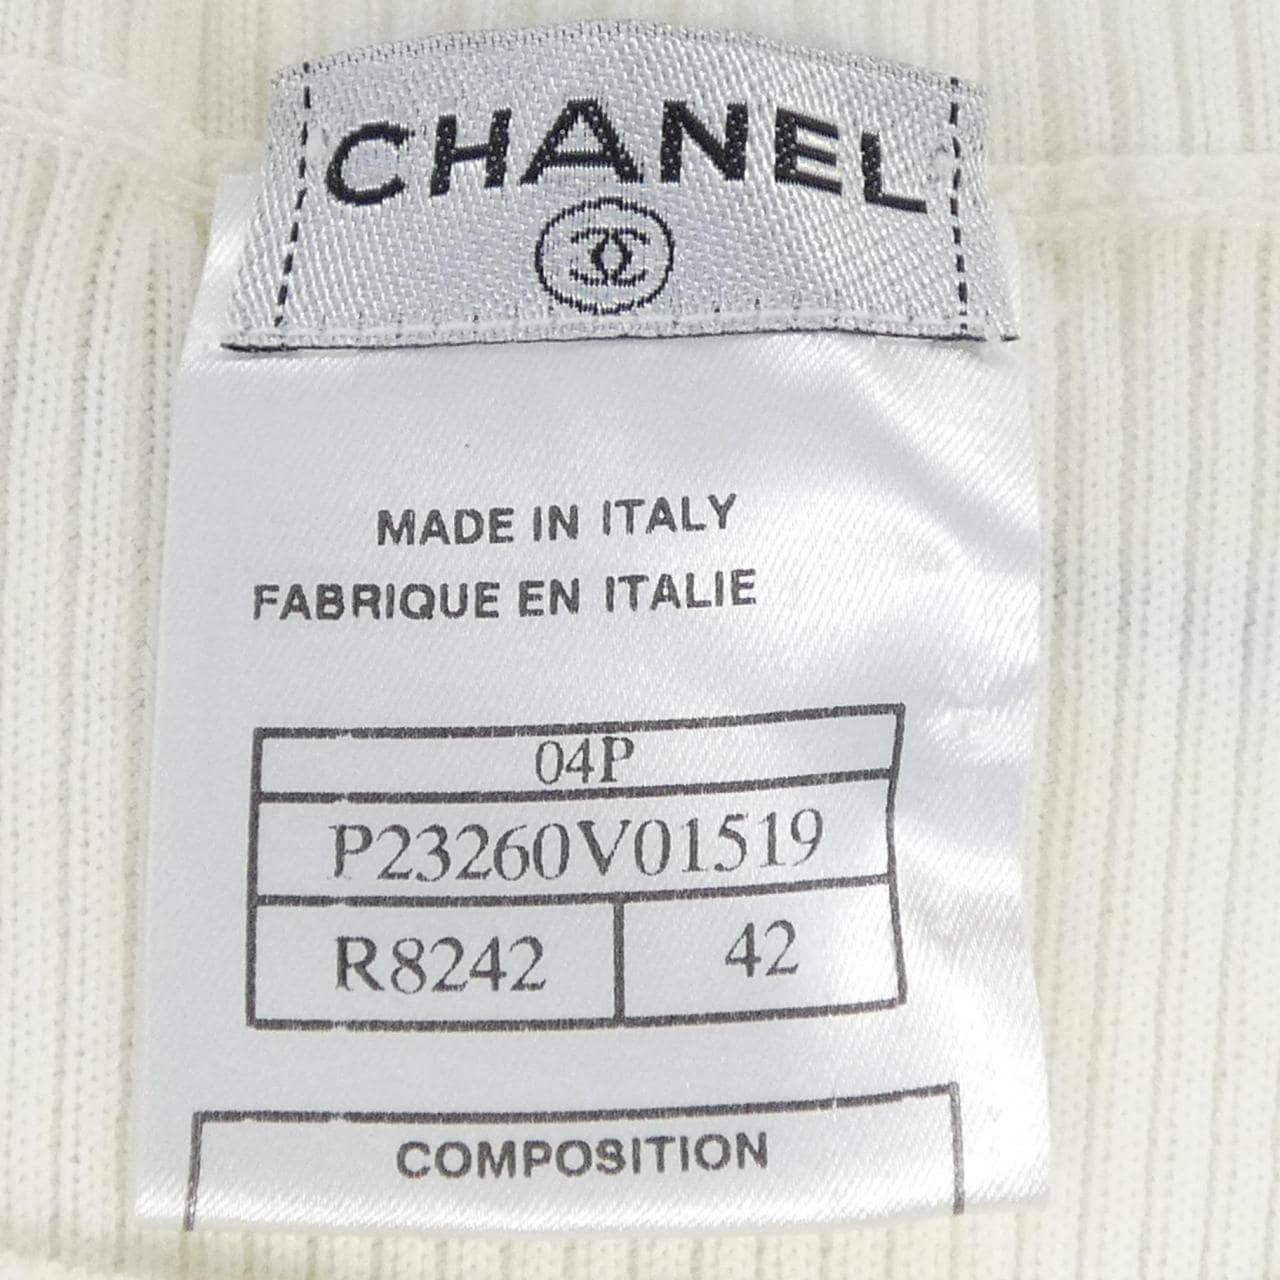 CHANEL
MADE IN ITALY
FABRIQUE EN ITALIE
04P
P23260V01519
R8242 42
COMPOSITION